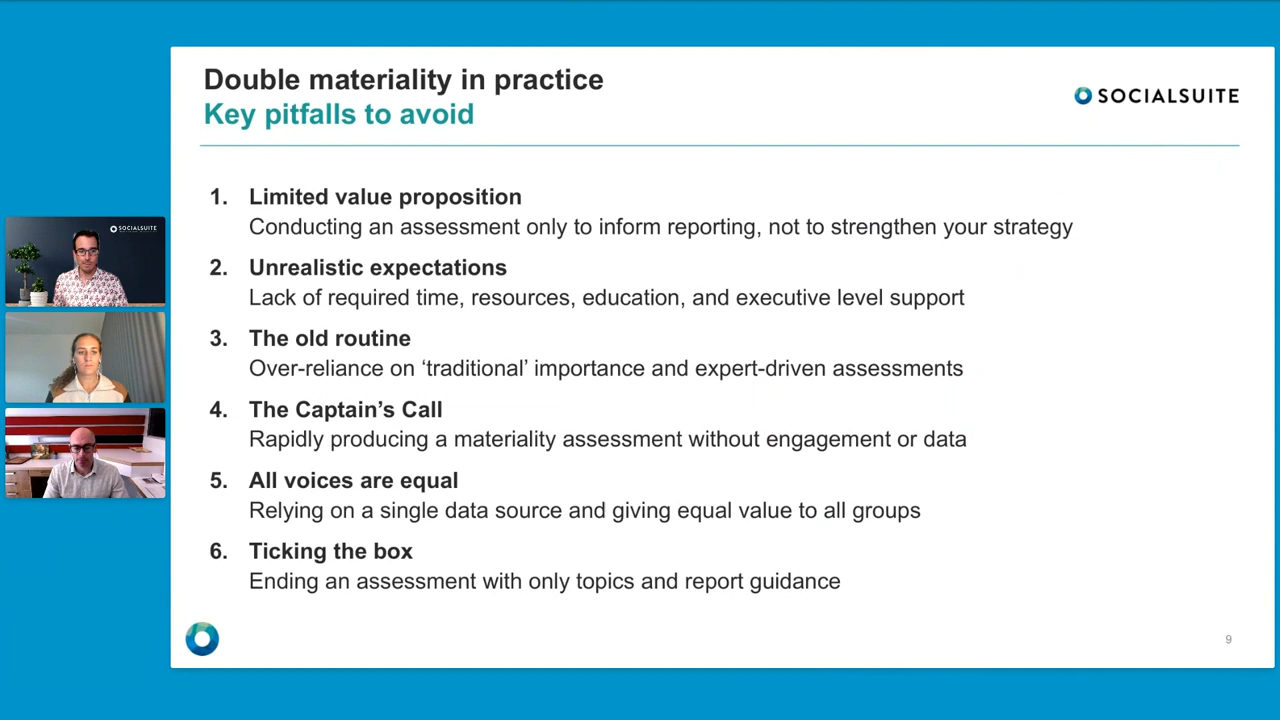 Double materiality in practice
Key pitfalls to avoid
SOCIALSUITE
1. Limited value proposition
Conducting an assessment only to inform reporting, not to strengthen your strategy
2. Unrealistic expectations
Lack of required time, resources, education, and executive level support
3. The old routine
Over-reliance on ‘traditional’ importance and expert-driven assessments
4. The Captain’s Call
Rapidly producing a materiality assessment without engagement or data
5. All voices are equal
Relying on a single data source and giving equal value to all groups
6. Ticking the box
Ending an assessment with only topics and report guidance
9
SOCIALSUITE